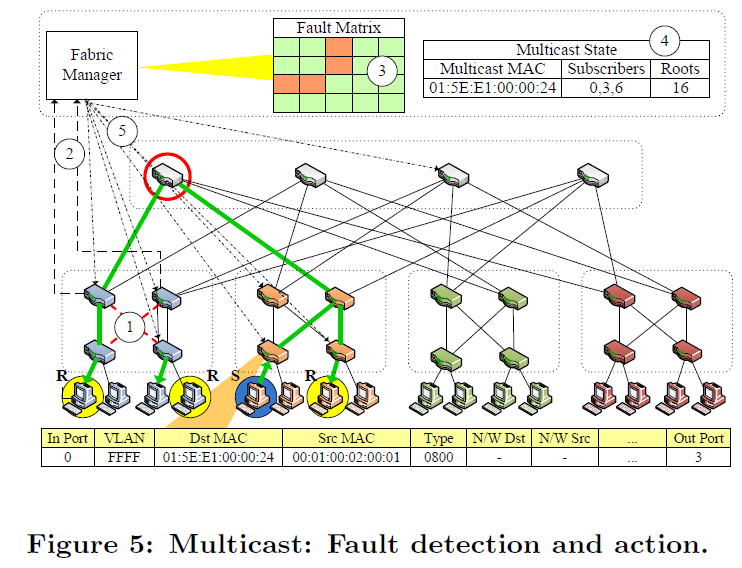 Fabric
Manager
Fault Matrix
3
4
Multicast State
Multicast MAC Subscribers Roots
01:5E:E1:00:00:24 0,3,6 16
2
5
1
R
R
S
R
In Port VLAN Dst MAC Src MAC Type N/W Dst N/W Src ... Out Port
0 FFFF 01:5E:E1:00:00:24 00:01:00:02:00:01 0800 - - ... 3
Figure 5: Multicast: Fault detection and action.